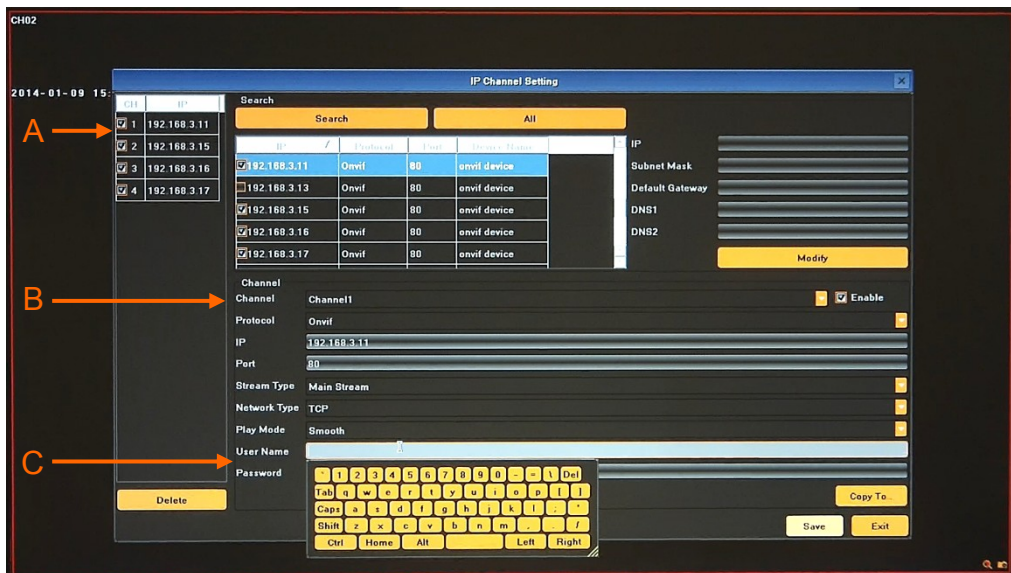 CH02
IP Channel Setting
2014-01-09 15:
CH IP
1 192.168.3.11
2 192.168.3.15
3 192.168.3.16
4 192.168.3.17
A
Search
Search All
IP / Protocol Port Device Name
192.168.3.11 Onvif 80 onvif device
192.168.3.13 Onvif 80 onvif device
192.168.3.15 Onvif 80 onvif device
192.168.3.16 Onvif 80 onvif device
192.168.3.17 Onvif 80 onvif device
IP
Subnet Mask
Default Gateway
DNS1
DNS2
Modify
B
Channel
Channel Channel1 Enable
Protocol Onvif
IP 192.168.3.11
Port 80
Stream Type Main Stream
Network Type TCP
Play Mode Smooth
C
User Name
Password
1 2 3 4 5 6 7 8 9 0 - = \ Del
Tab q w e r t y u i o p [ ]
Caps a s d f g h j k l ; '
Shift z x c v b n m , . /
Ctrl Home Alt Left Right
Delete
Copy To...
Save Exit